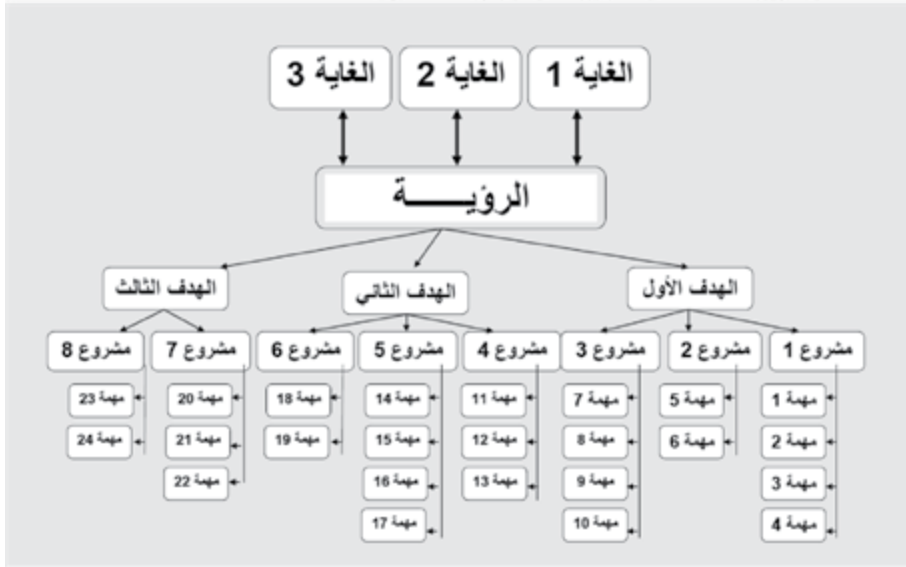 الغاية 1
الغاية 2
الغاية 3
الرؤيــــــة
الهدف الأول
الهدف الثاني
الهدف الثالث
مشروع 1
مشروع 2
مشروع 3
مشروع 4
مشروع 5
مشروع 6
مشروع 7
مشروع 8
مهمة 1
مهمة 2
مهمة 3
مهمة 4
مهمة 5
مهمة 6
مهمة 7
مهمة 8
مهمة 9
مهمة 10
مهمة 11
مهمة 12
مهمة 13
مهمة 14
مهمة 15
مهمة 16
مهمة 17
مهمة 18
مهمة 19
مهمة 20
مهمة 21
مهمة 22
مهمة 23
مهمة 24